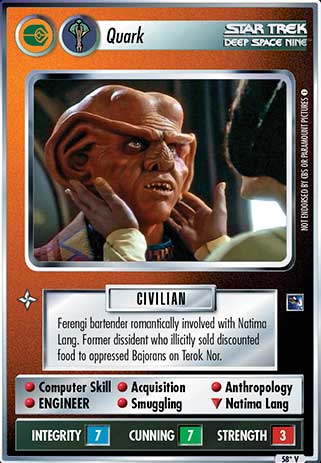 Quark
STAR TREK
DEEP SPACE NINE
NOT ENDORSED BY CBS OR PARAMOUNT PICTURES
CIVILIAN
Ferengi bartender romantically involved with Natima
Lang. Former dissident who illicitly sold discounted
food to oppressed Bajorans on Terok Nor.
Computer Skill Acquisition Anthropology
ENGINEER Smuggling Natima Lang
INTEGRITY 7 CUNNING 7 STRENGTH 3
58* V